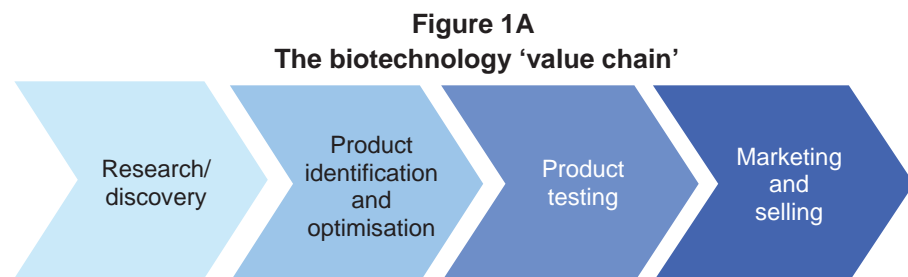 Figure 1A
The biotechnology ‘value chain’
Research/
discovery
Product
identification
and
optimisation
Product
testing
Marketing
and
selling